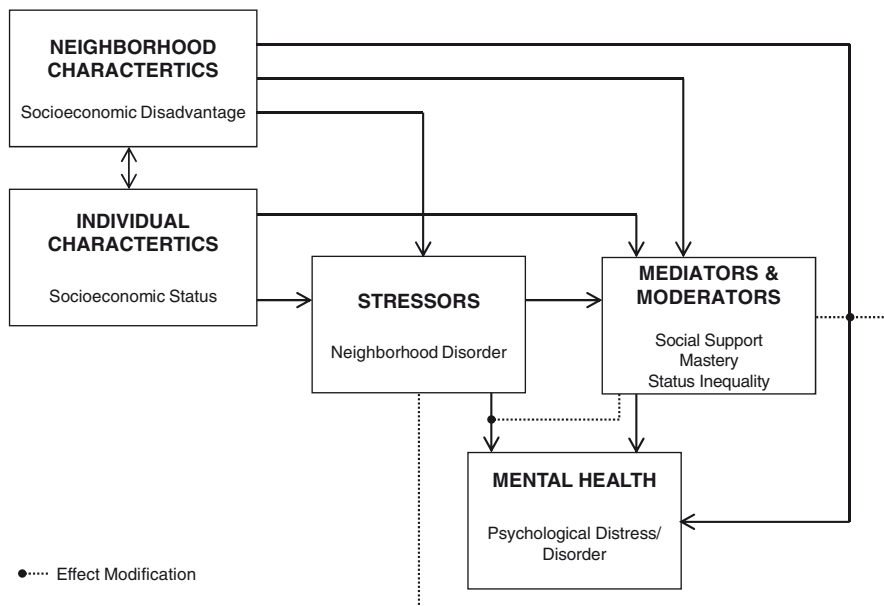 NEIGHBORHOOD
CHARACTERTICS
Socioeconomic Disadvantage
INDIVIDUAL
CHARACTERTICS
Socioeconomic Status
STRESSORS
Neighborhood Disorder
MEDIATORS &
MODERATORS
Social Support
Mastery
Status Inequality
MENTAL HEALTH
Psychological Distress/
Disorder
Effect Modification